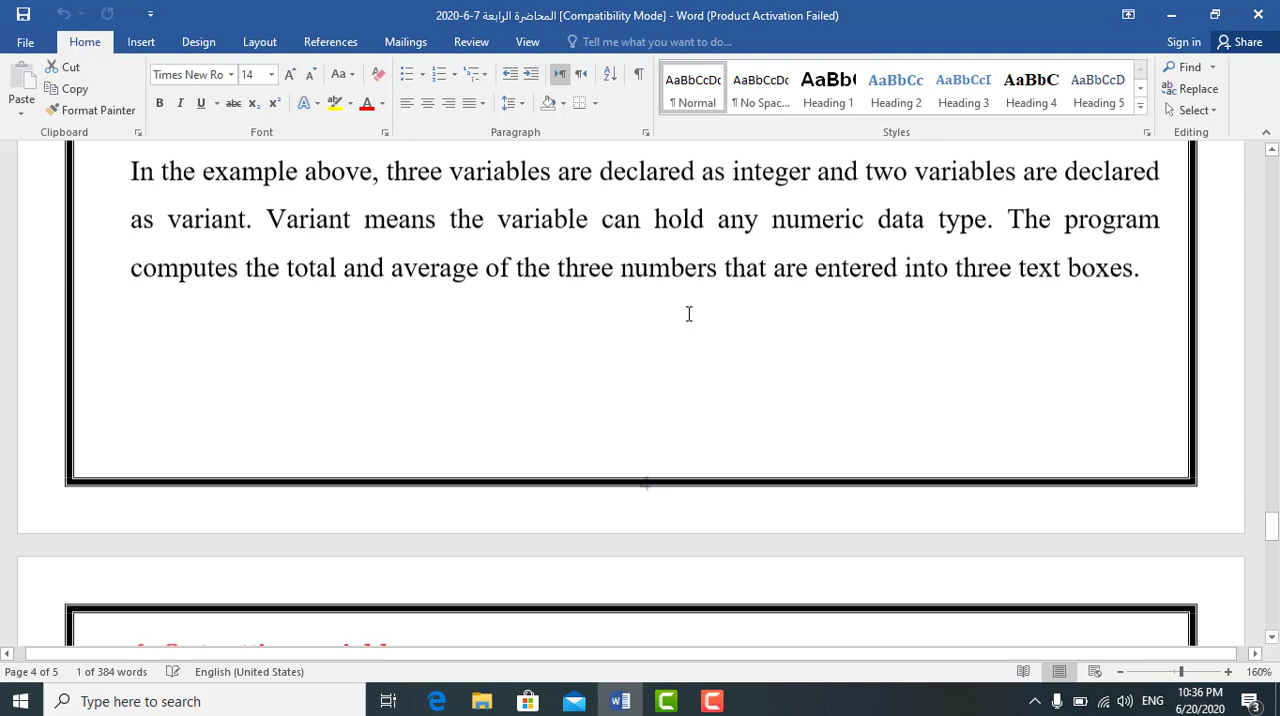 المحاضرة الرابعة 7-6-2020 [Compatibility Mode] - Word (Product Activation Failed)
File Home Insert Design Layout References Mailings Review View Tell me what you want to do... Sign in Share
Paste Cut Copy Format Painter
Clipboard
Times New Ro 14 Aa
B I U abc X₂ X² A A
Font
Paragraph
AaBbCcDc AaBbCcDc AaBb( AaBbCc AaBbCcD AaBbC AaBbCcD
¶ Normal ¶ No Spac... Heading 1 Heading 2 Heading 3 Heading 4 Heading 5
Styles
Find
Replace
Select
Editing
In the example above, three variables are declared as integer and two variables are declared
as variant. Variant means the variable can hold any numeric data type. The program
computes the total and average of the three numbers that are entered into three text boxes.
4
Page 4 of 5 1 of 384 words English (United States) 160%
Type here to search
ENG 10:36 PM 6/20/2020 3